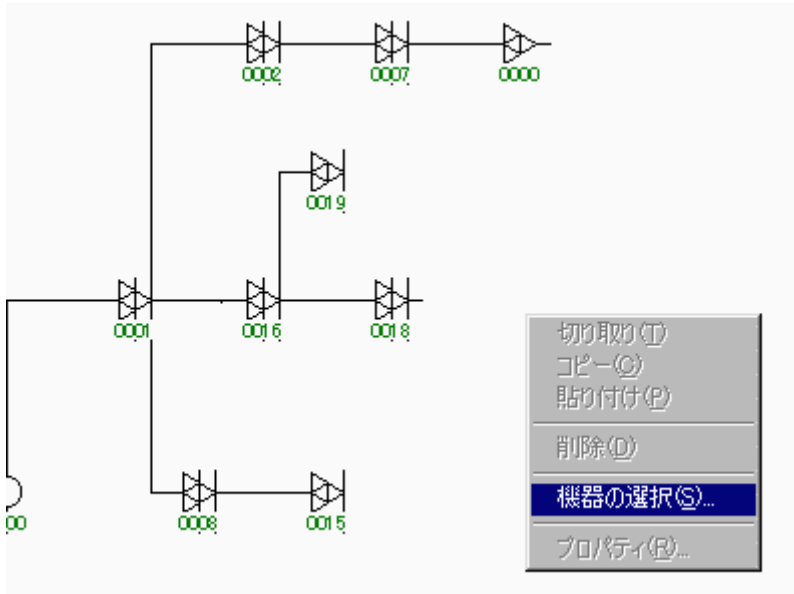 0002
0007
0000
0019
0001
0016
0018
切り取り(T)
コピー(C)
貼り付け(P)
削除(D)
機器の選択(S)...
プロパティ(R)...
00
0008
0015